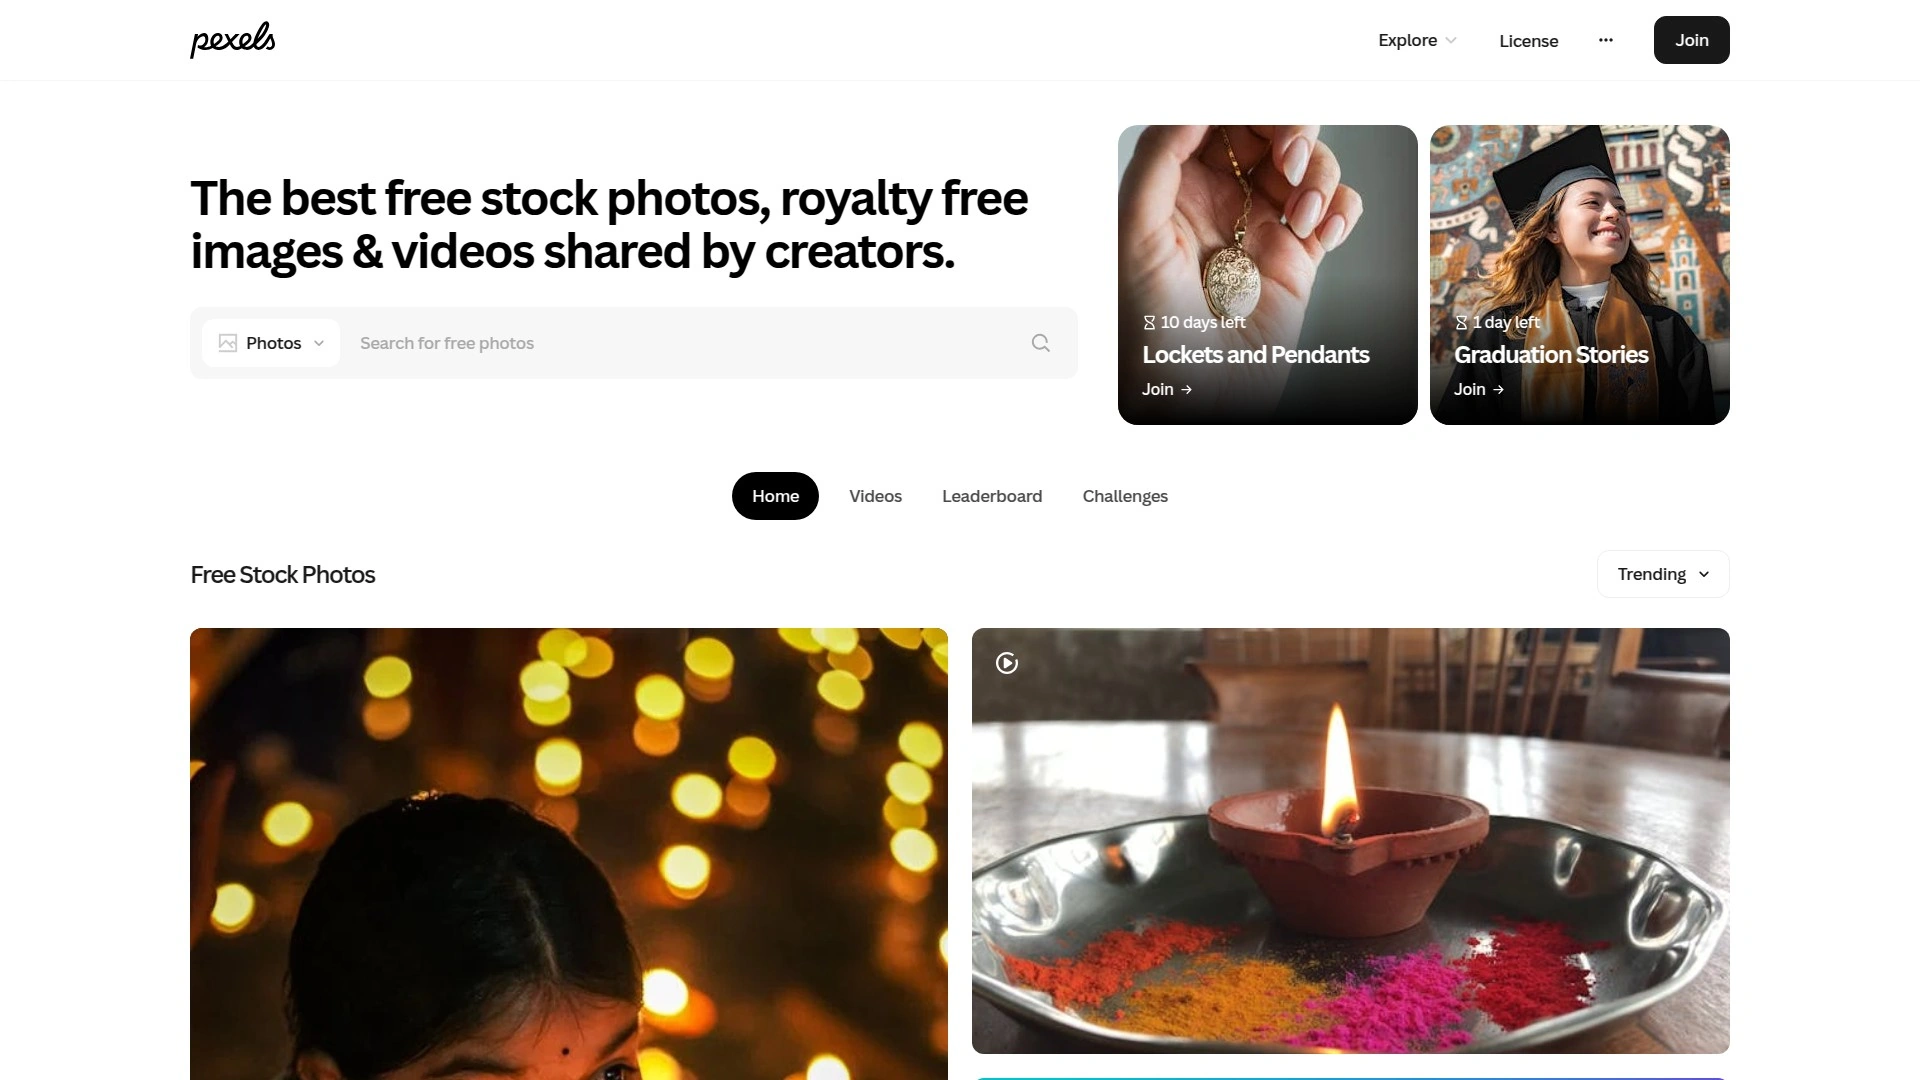 pexels
Explore
License
Join
The best free stock photos, royalty free
images & videos shared by creators.
Photos
Search for free photos
10 days left
Lockets and Pendants
Join →
1 day left
Graduation Stories
Join →
Home
Videos
Leaderboard
Challenges
Free Stock Photos
Trending